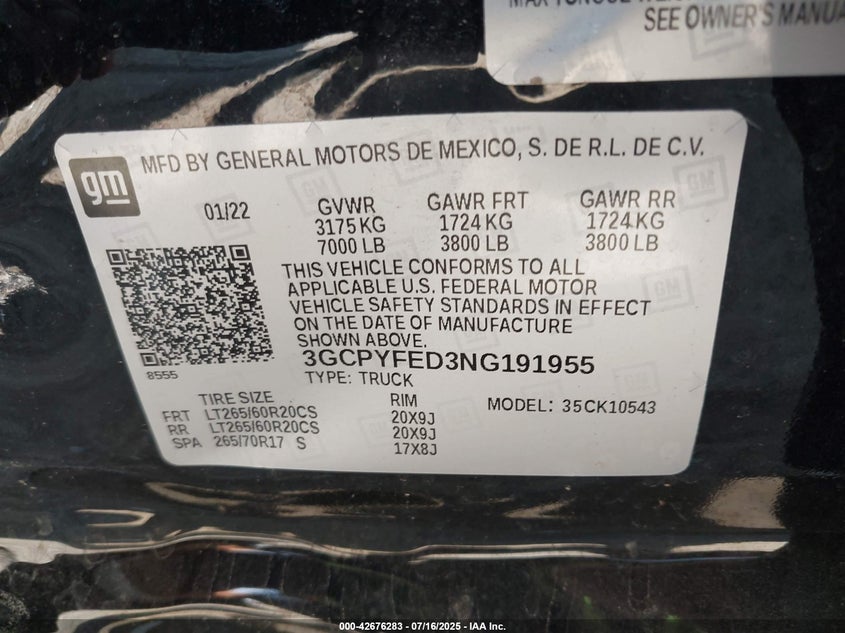 SEE OWNER'S MANUA
gm
MFD BY GENERAL MOTORS DE MEXICO, S. DE R.L. DE C.V.
01/22
GVWR GAWR FRT GAWR RR
3175 KG 1724 KG 1724 KG
7000 LB 3800 LB 3800 LB
THIS VEHICLE CONFORMS TO ALL
APPLICABLE U.S. FEDERAL MOTOR
VEHICLE SAFETY STANDARDS IN EFFECT
ON THE DATE OF MANUFACTURE
SHOWN ABOVE.
3GCPYFED3NG191955
8555
TYPE: TRUCK
TIRE SIZE RIM MODEL: 35CK10543
FRT LT265/60R20CS 20X9J
RR LT265/60R20CS 20X9J
SPA 265/70R17 S 17X8J
000-42676283 - 07/16/2025 - IAA Inc.